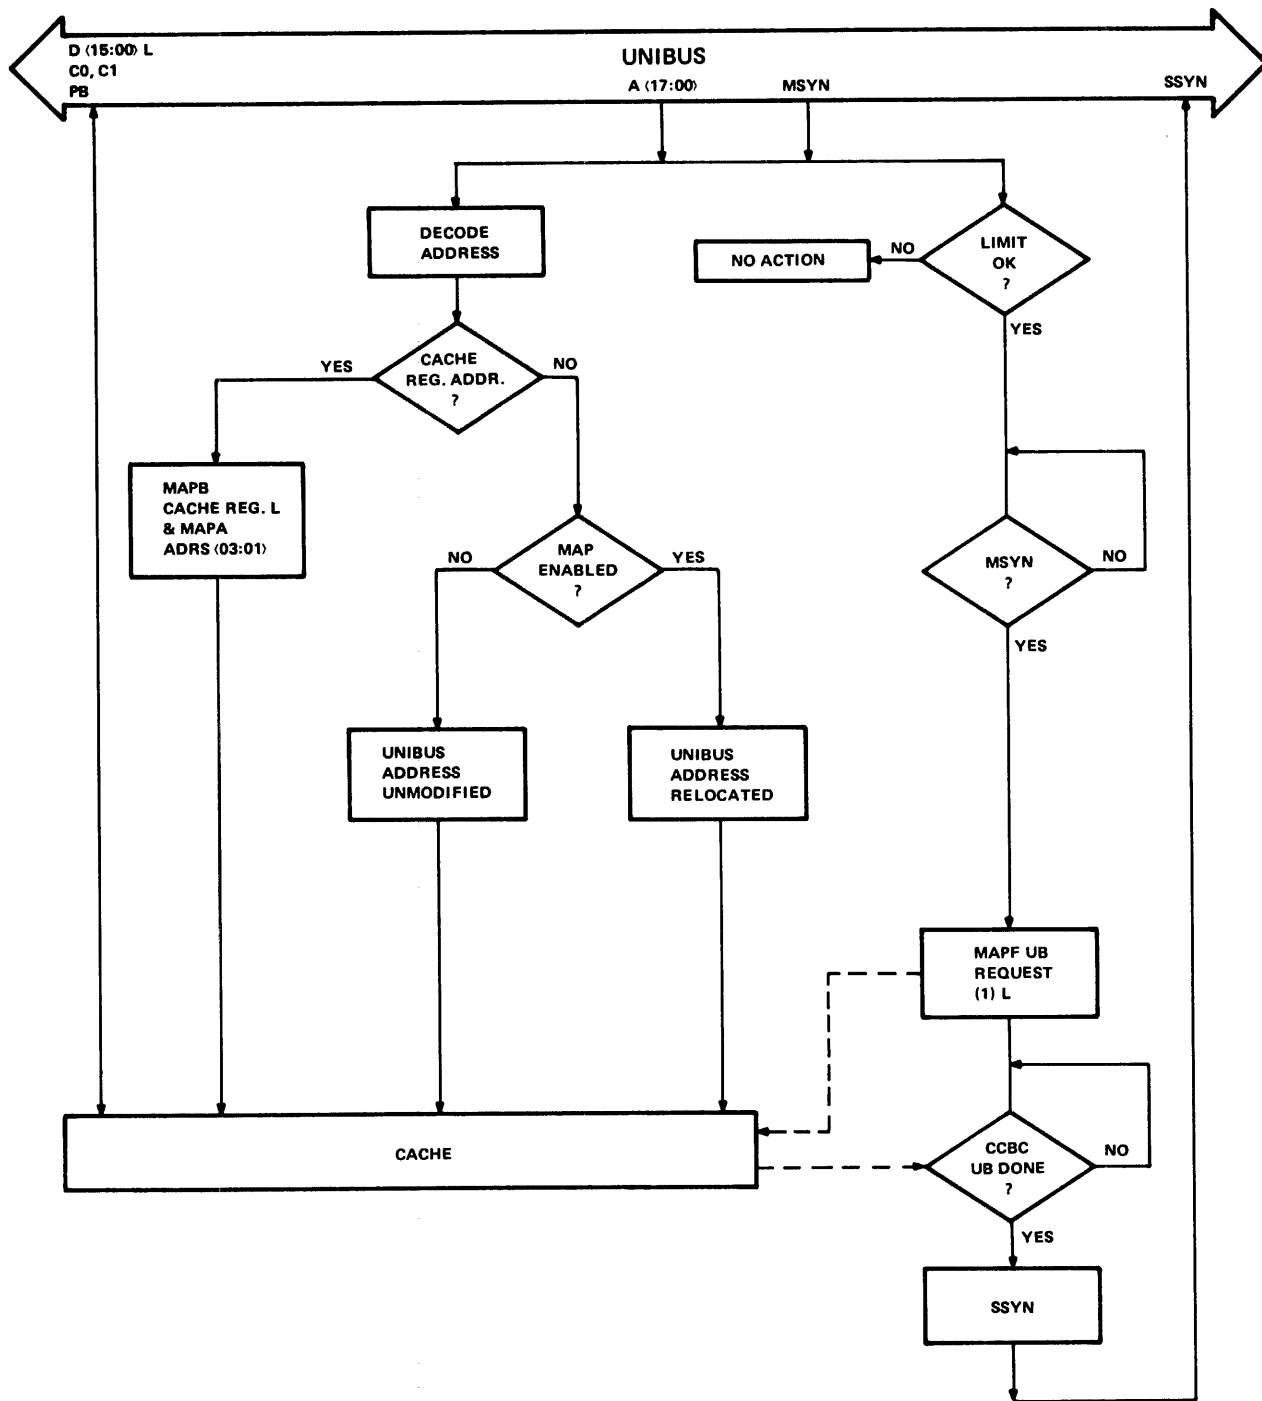 D ⟨15:00⟩ L
C0, C1
PB
UNIBUS
A ⟨17:00⟩
MSYN
SSYN
DECODE
ADDRESS
NO ACTION
NO
LIMIT
OK
?
YES
YES
CACHE
REG. ADDR.
?
NO
MAPB
CACHE REG. L
& MAPA
ADRS ⟨03:01⟩
NO
MAP
ENABLED
?
YES
MSYN
?
NO
YES
UNIBUS
ADDRESS
UNMODIFIED
UNIBUS
ADDRESS
RELOCATED
MAPF UB
REQUEST
(1) L
CACHE
CCBC
UB DONE
?
NO
YES
SSYN